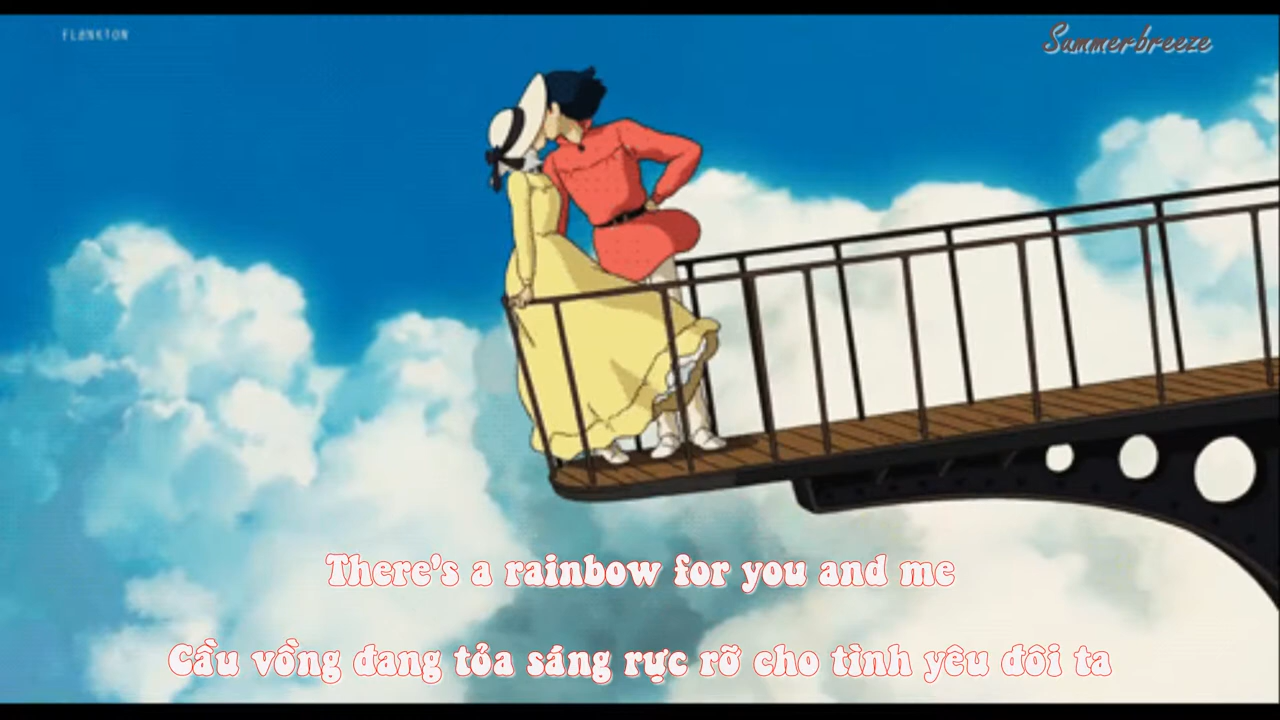 FLANKTON
Summerbreeze
There's a rainbow for you and me
Cầu vồng đang tỏa sáng rực rỡ cho tình yêu đôi ta